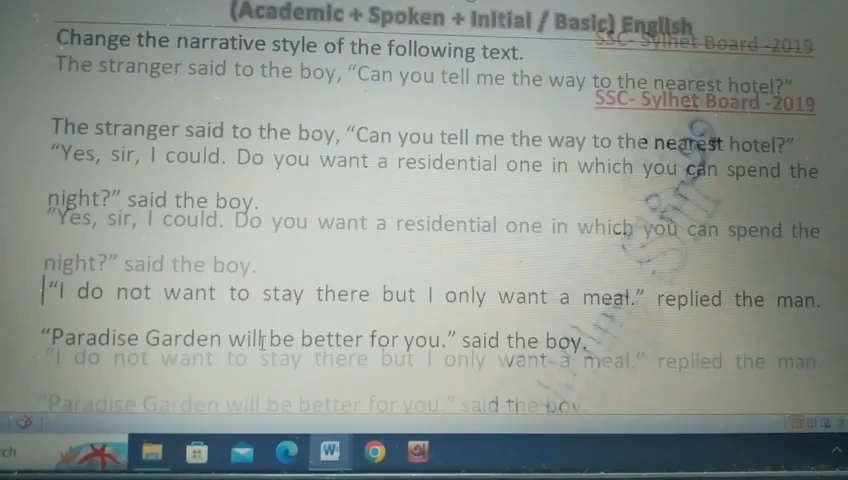 (Academic + Spoken + Initial / Basic) English
SSC- Sylhet Board -2019
Change the narrative style of the following text.
The stranger said to the boy, “Can you tell me the way to the nearest hotel?”
SSC- Sylhet Board -2019
The stranger said to the boy, “Can you tell me the way to the nearest hotel?”
“Yes, sir, I could. Do you want a residential one in which you can spend the
night?” said the boy.
“Yes, sir, I could. Do you want a residential one in which you can spend the
night?” said the boy.
“I do not want to stay there but I only want a meal.” replied the man.
“Paradise Garden will be better for you.” said the boy.
“I do not want to stay there but I only want a meal.” replied the man
“Paradise Garden will be better for you.” said the boy.
rch